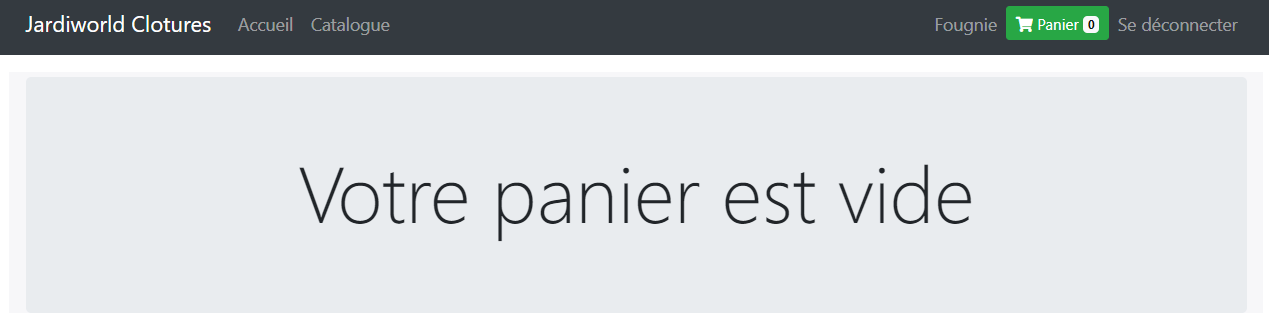 Jardiworld Clotures Accueil Catalogue Fougnie Panier 0 Se déconnecter
Votre panier est vide